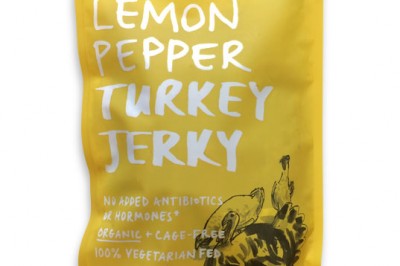 LEMON
PEPPER
TURKEY
JERKY
NO ADDED ANTIBIOTICS
OR HORMONES*
ORGANIC + CAGE-FREE
100% VEGETARIAN FED